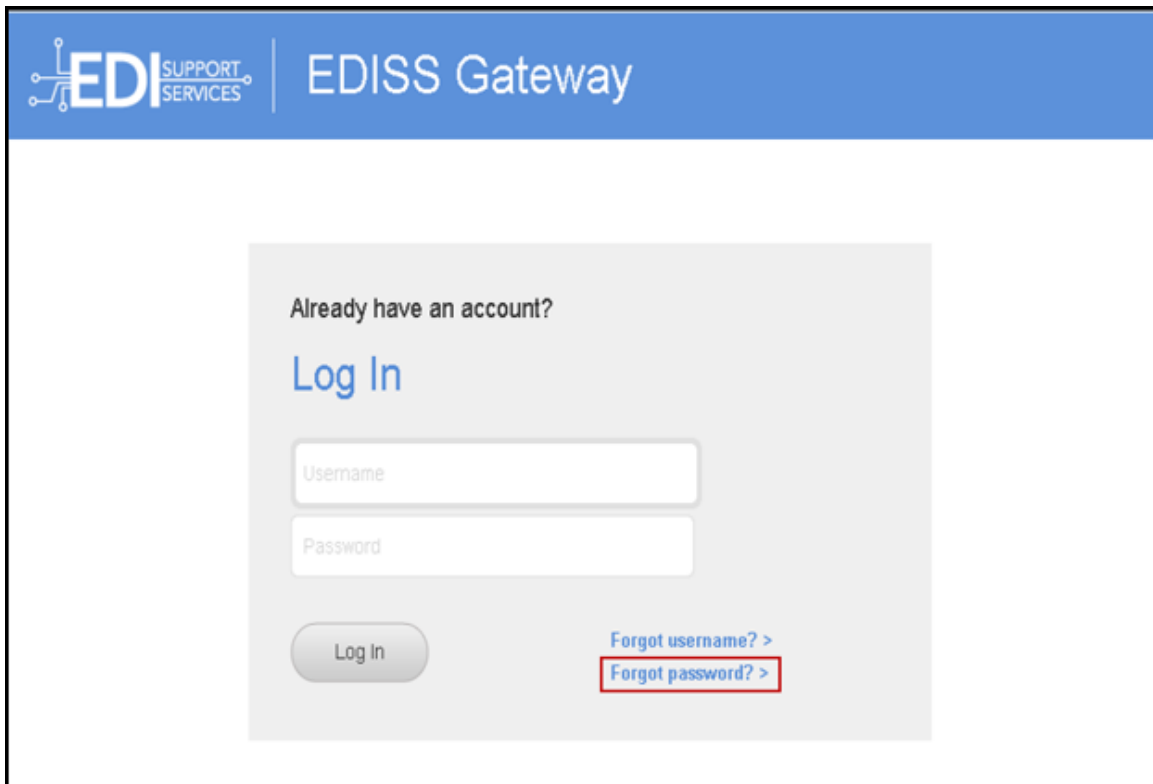 EDI SUPPORT SERVICES
EDISS Gateway
Already have an account?
Log In
Username
Password
Log In
Forgot username? >
Forgot password? >